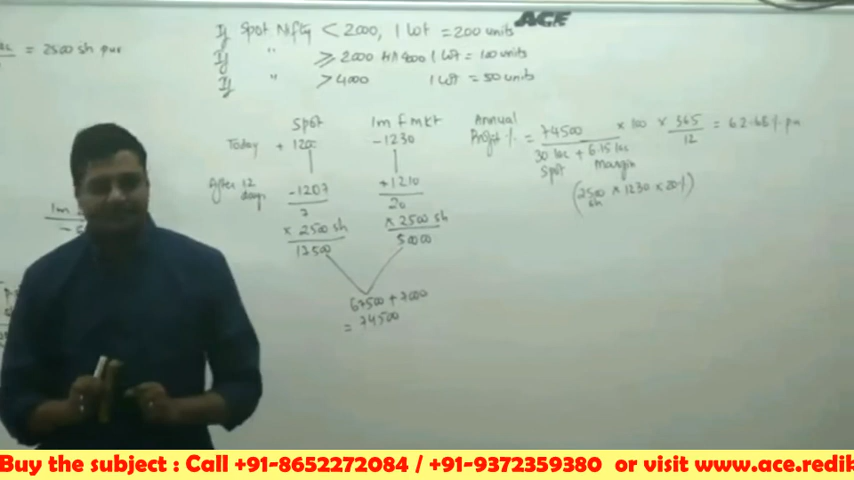 ACE
If Spot Nifty < 2000, 1 lot = 200 units
If " ≥ 2000 4000 1 lot = 100 units
If " > 4000 1 lot = 50 units
= 2500 sh pur
Spot 1m F mkt
Today + 1200 - 1230
After 12 days - 1207 + 1210
7 20
× 2500 sh × 2500 sh
17500 50000
67500 + 7000
= 74500
Annual Profit % = 74500 × 100 × 365 = 62.68% pa
30 lac + 6.15 lac 12
Spot Margin
(2500 sh × 1230 × 20%)
1m
Buy the subject : Call +91-8652272084 / +91-9372359380 or visit www.ace.redik